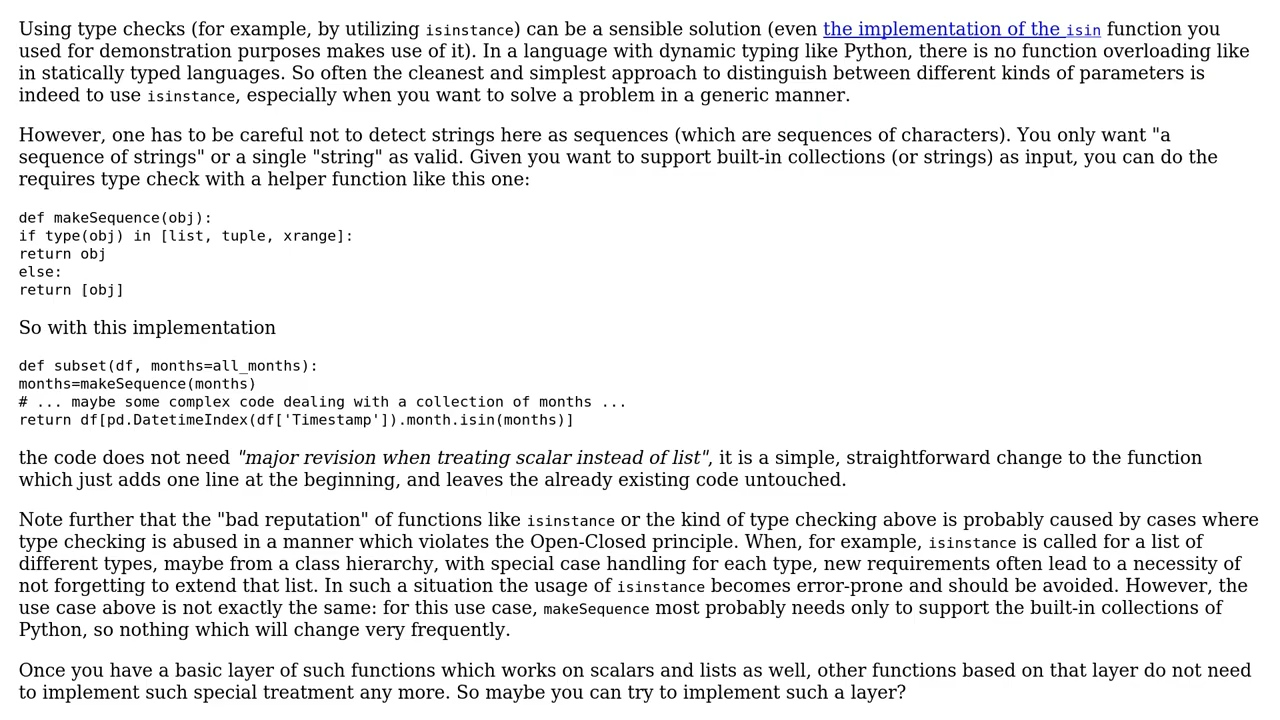 Using type checks (for example, by utilizing isinstance) can be a sensible solution (even the implementation of the isin function you
used for demonstration purposes makes use of it). In a language with dynamic typing like Python, there is no function overloading like
in statically typed languages. So often the cleanest and simplest approach to distinguish between different kinds of parameters is
indeed to use isinstance, especially when you want to solve a problem in a generic manner.
However, one has to be careful not to detect strings here as sequences (which are sequences of characters). You only want "a
sequence of strings" or a single "string" as valid. Given you want to support built-in collections (or strings) as input, you can do the
requires type check with a helper function like this one:
def makeSequence(obj):
if type(obj) in [list, tuple, xrange]:
return obj
else:
return [obj]
So with this implementation
def subset(df, months=all_months):
months=makeSequence(months)
# ... maybe some complex code dealing with a collection of months ...
return df[pd.DatetimeIndex(df['Timestamp']).month.isin(months)]
the code does not need "major revision when treating scalar instead of list", it is a simple, straightforward change to the function
which just adds one line at the beginning, and leaves the already existing code untouched.
Note further that the "bad reputation" of functions like isinstance or the kind of type checking above is probably caused by cases where
type checking is abused in a manner which violates the Open-Closed principle. When, for example, isinstance is called for a list of
different types, maybe from a class hierarchy, with special case handling for each type, new requirements often lead to a necessity of
not forgetting to extend that list. In such a situation the usage of isinstance becomes error-prone and should be avoided. However, the
use case above is not exactly the same: for this use case, makeSequence most probably needs only to support the built-in collections of
Python, so nothing which will change very frequently.
Once you have a basic layer of such functions which works on scalars and lists as well, other functions based on that layer do not need
to implement such special treatment any more. So maybe you can try to implement such a layer?